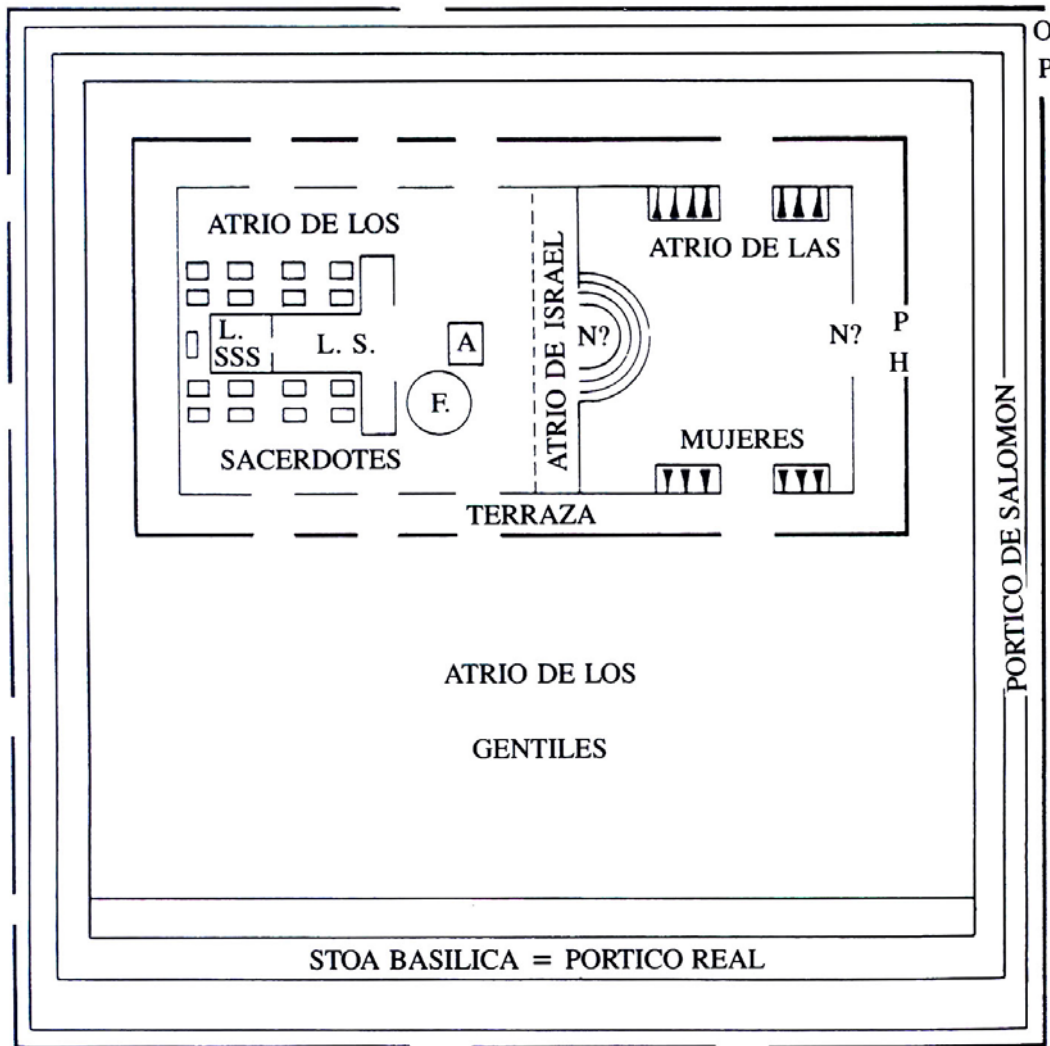 O
P
ATRIO DE LOS
ATRIO DE LAS
ATRIO DE ISRAEL
L.
SSS
L. S.
A
N?
N?
P
H
F.
MUJERES
SACERDOTES
TERRAZA
PORTICO DE SALOMON
ATRIO DE LOS
GENTILES
STOA BASILICA = PORTICO REAL